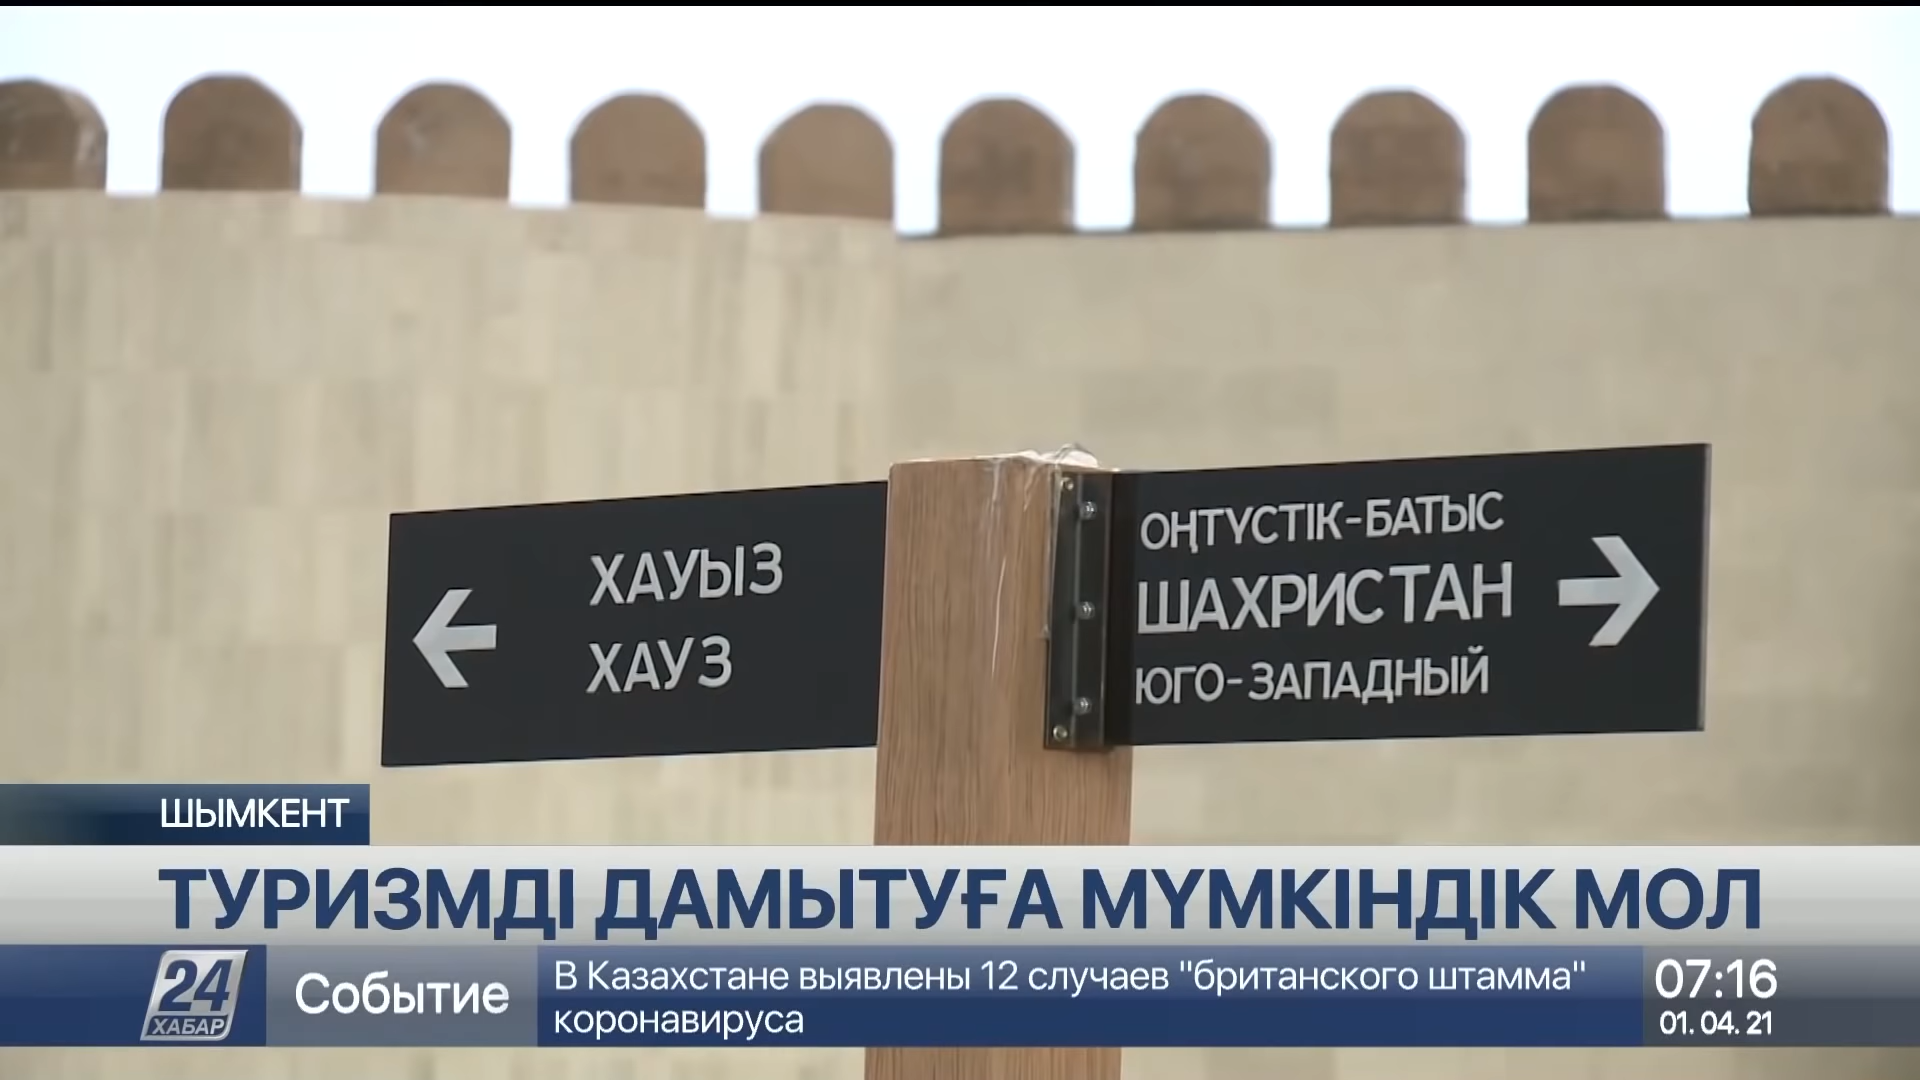 ХАУЫЗ
ХАУЗ
ОҢТҮСТІК-БАТЫС
ШАХРИСТАН
ЮГО-ЗАПАДНЫЙ
ШЫМКЕНТ
ТУРИЗМДІ ДАМЫТУҒА МҮМКІНДІК МОЛ
24
ХАБАР
Событие
В Казахстане выявлены 12 случаев "британского штамма"
коронавируса
07:16
01. 04. 21